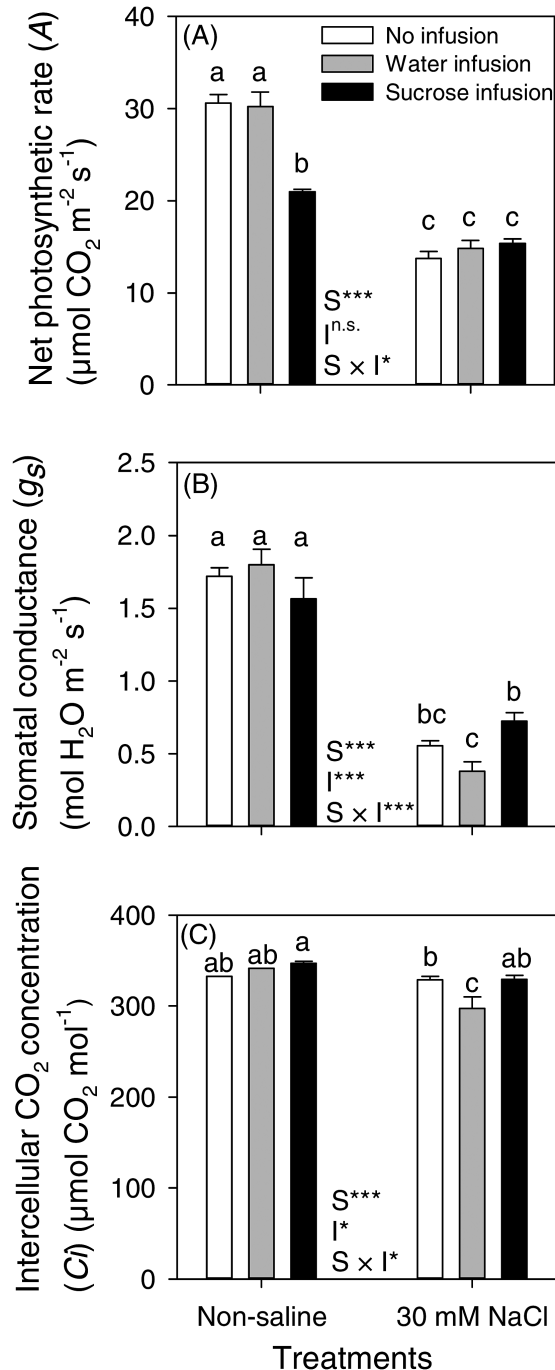 Net photosynthetic rate (A)
(µmol CO2 m-2 s-1)
40
30
20
10
0
(A)
No infusion
Water infusion
Sucrose infusion
a
a
b
c
c
c
S***
In.s.
S × I*
Stomatal conductance (gs)
(mol H2O m-2 s-1)
2.5
2.0
1.5
1.0
0.5
0.0
(B)
a
a
a
bc
c
b
S***
I***
S × I***
Intercellular CO2 concentration
(Ci) (µmol CO2 mol-1)
400
300
200
100
0
(C)
ab
ab
a
b
c
ab
S***
I*
S × I*
Non-saline
30 mM NaCl
Treatments